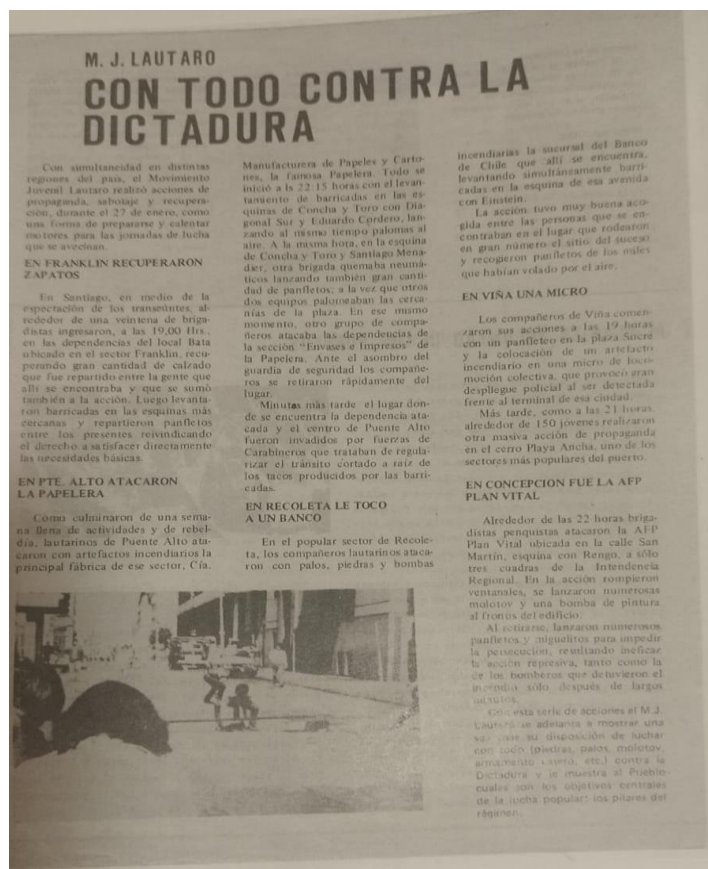 M. J. LAUTARO
CON TODO CONTRA LA
DICTADURA
Con simultaneidad en distintas
regiones del país, el Movimiento
Juvenil Lautaro realizó acciones de
propaganda, sabotaje y recupera-
ción, durante el 27 de enero, como
una forma de prepararse y calentar
motores para las jornadas de lucha
que se avecinan.
EN FRANKLIN RECUPERARON
ZAPATOS
En Santiago, en medio de la
espectación de los transeúntes, al-
rededor de una veintena de briga-
distas ingresaron, a las 19,00 Hrs.,
en las dependencias del local Bata
ubicado en el sector Franklin, recu-
perando gran cantidad de calzado
que fue repartido entre la gente que
allí se encontraba y que se sumó
también a la acción. Luego levanta-
ron barricadas en las esquinas más
cercanas y repartieron panfletos
entre los presentes reivindicando
el derecho a satisfacer directamente
las necesidades básicas.
EN PTE. ALTO ATACARON
LA PAPELERA
Como culminaron de una sema-
na llena de actividades y de rebel-
día, lautarinos de Puente Alto ata-
caron con artefactos incendiarios la
principal fábrica de ese sector, Cía.
Manufacturera de Papeles y Carto-
nes, la famosa Papelera. Todo se
inició a ls 22 15 horas con el levan-
tamiento de barricadas en las es-
quinas de Concha y Toro con Dia-
gonal Sur y Eduardo Cordero, lan-
zando al mismo tiempo palomas al
aire. A la misma hora, en la esquina
de Concha y Toro y Santiago Mena-
dier, otra brigada quemaba neumá-
ticos lanzando también gran canti-
dad de panfletos; a la vez que otros
dos equipos palomeaban las cerca-
nías de la plaza. En ese mismo
momento, otro grupo de compa-
ñeros atacaba las dependencias de
la sección "Envases e Impresos" de
la Papelera. Ante el asombro del
guardia de seguridad los compañe-
ros se retiraron rápidamente del
lugar.
Minutos más tarde el lugar don-
de se encuentra la dependencia ata-
cada y el centro de Puente Alto
fueron invadidos por fuerzas de
Carabineros que trataban de regula-
rizar el tránsito cortado a raíz de
los tacos producidos por las barri-
cadas.
EN RECOLETA LE TOCO
A UN BANCO
En el popular sector de Recole-
ta, los compañeros lautarinos ataca-
ron con palos, piedras y bombas
incendiarias la sucursal del Banco
de Chile que allí se encuentra,
levantando simultáneamente barri-
cadas en la esquina de esa avenida
con Einstein.
La acción tuvo muy buena aco-
gida entre las personas que se en-
contraban en el lugar que rodearon
en gran número el sitio del suceso
y recogieron panfletos de los miles
que habían volado por el aire.
EN VIÑA UNA MICRO
Los compañeros de Viña comen-
zaron sus acciones a las 19 horas
con un panfleteo en la plaza Sucre
y la colocación de un artefacto
incendiario en una micro de loco-
moción colectiva, que provocó gran
despliegue policial al ser detectada
frente al terminal de esa ciudad.
Más tarde, como a las 21 horas,
alrededor de 150 jóvenes realizaron
otra masiva acción de propaganda
en el cerro Playa Ancha, uno de los
sectores más populares del puerto.
EN CONCEPCION FUE LA AFP
PLAN VITAL
Alrededor de las 22 horas briga-
distas penquistas atacaron la AFP
Plan Vital ubicada en la calle San
Martín, esquina con Rengo, a sólo
tres cuadras de la Intendencia
Regional. En la acción rompieron
ventanales, se lanzaron numerosas
molotov y una bomba de pintura
al frontis del edificio.
Al retirarse, lanzaron numerosos
panfletos y miguelitos para impedir
la persecución, resultando ineficaz
la acción represiva, tanto como la
de los bomberos que detuvieron el
incendio sólo después de largos
minutos.
Con esta serie de acciones el M.J.
Lautaro se adelanta a mostrar una
vez más su disposición de luchar
con todo (piedras, palos, molotov,
armamento casero, etc.) contra la
Dictadura y le muestra al Pueblo
cuáles son los objetivos centrales
de la lucha popular: los pilares del
régimen.